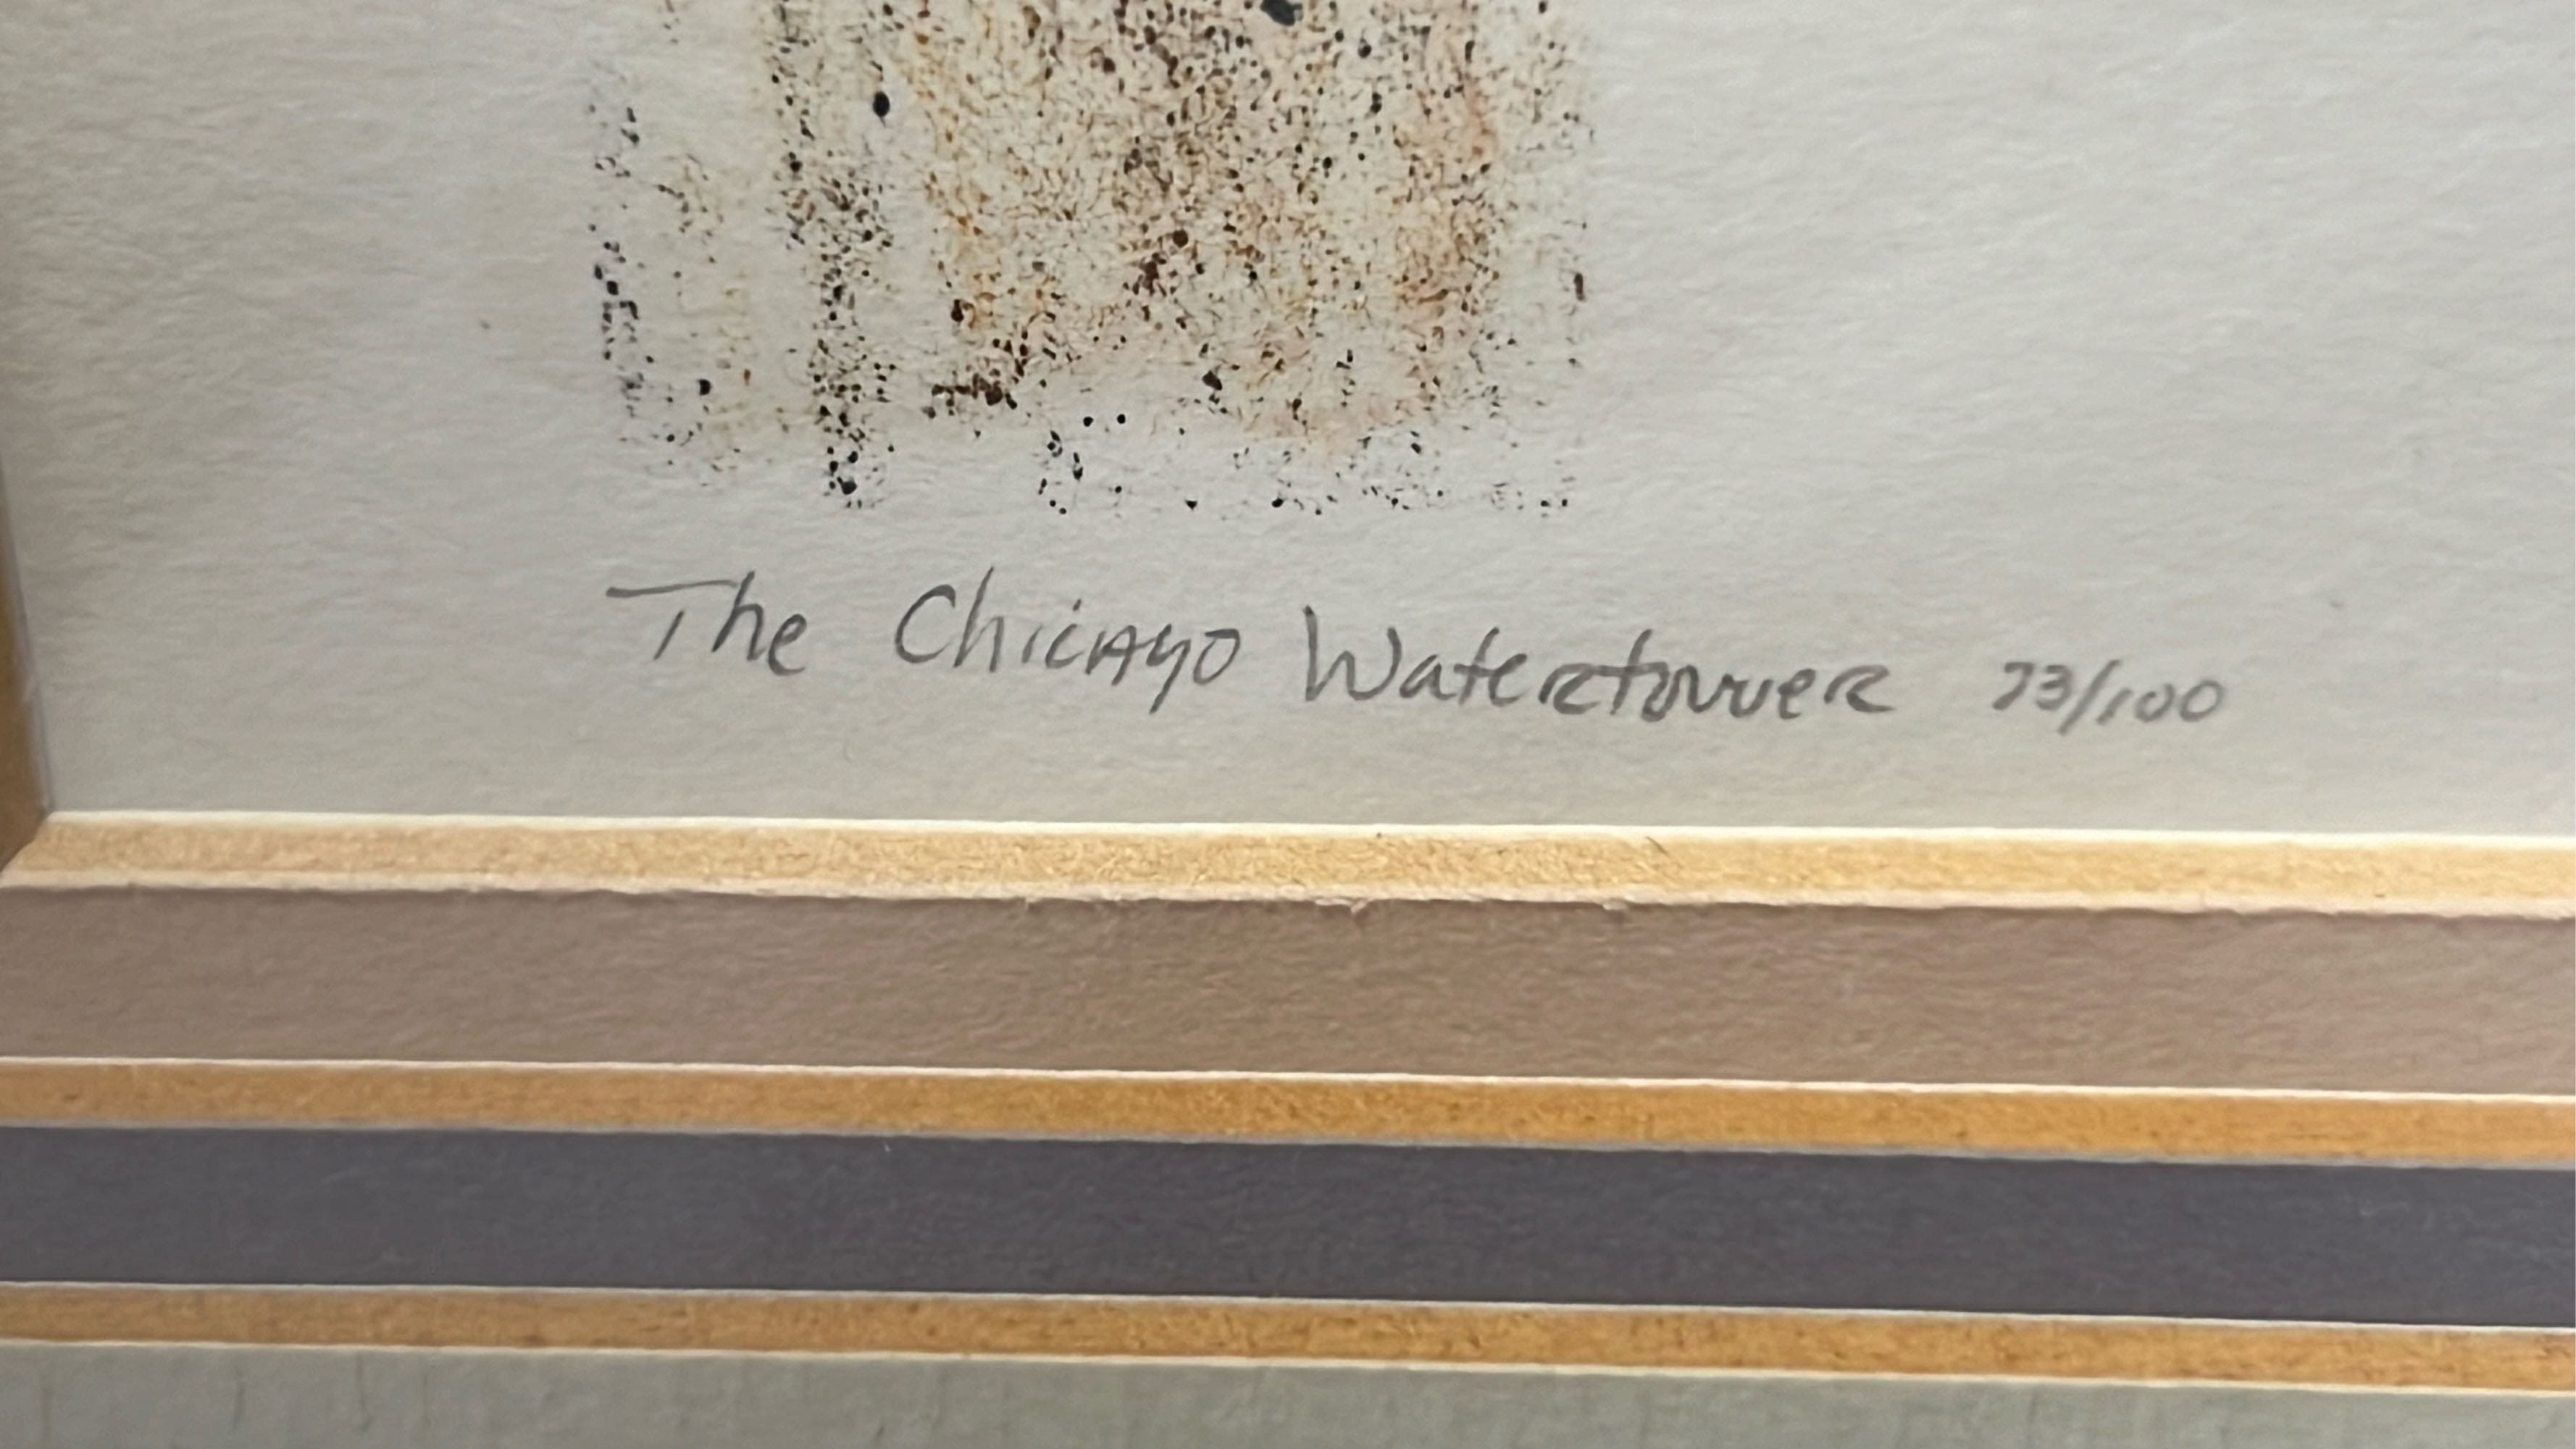 The Chicago Watertower 73/100